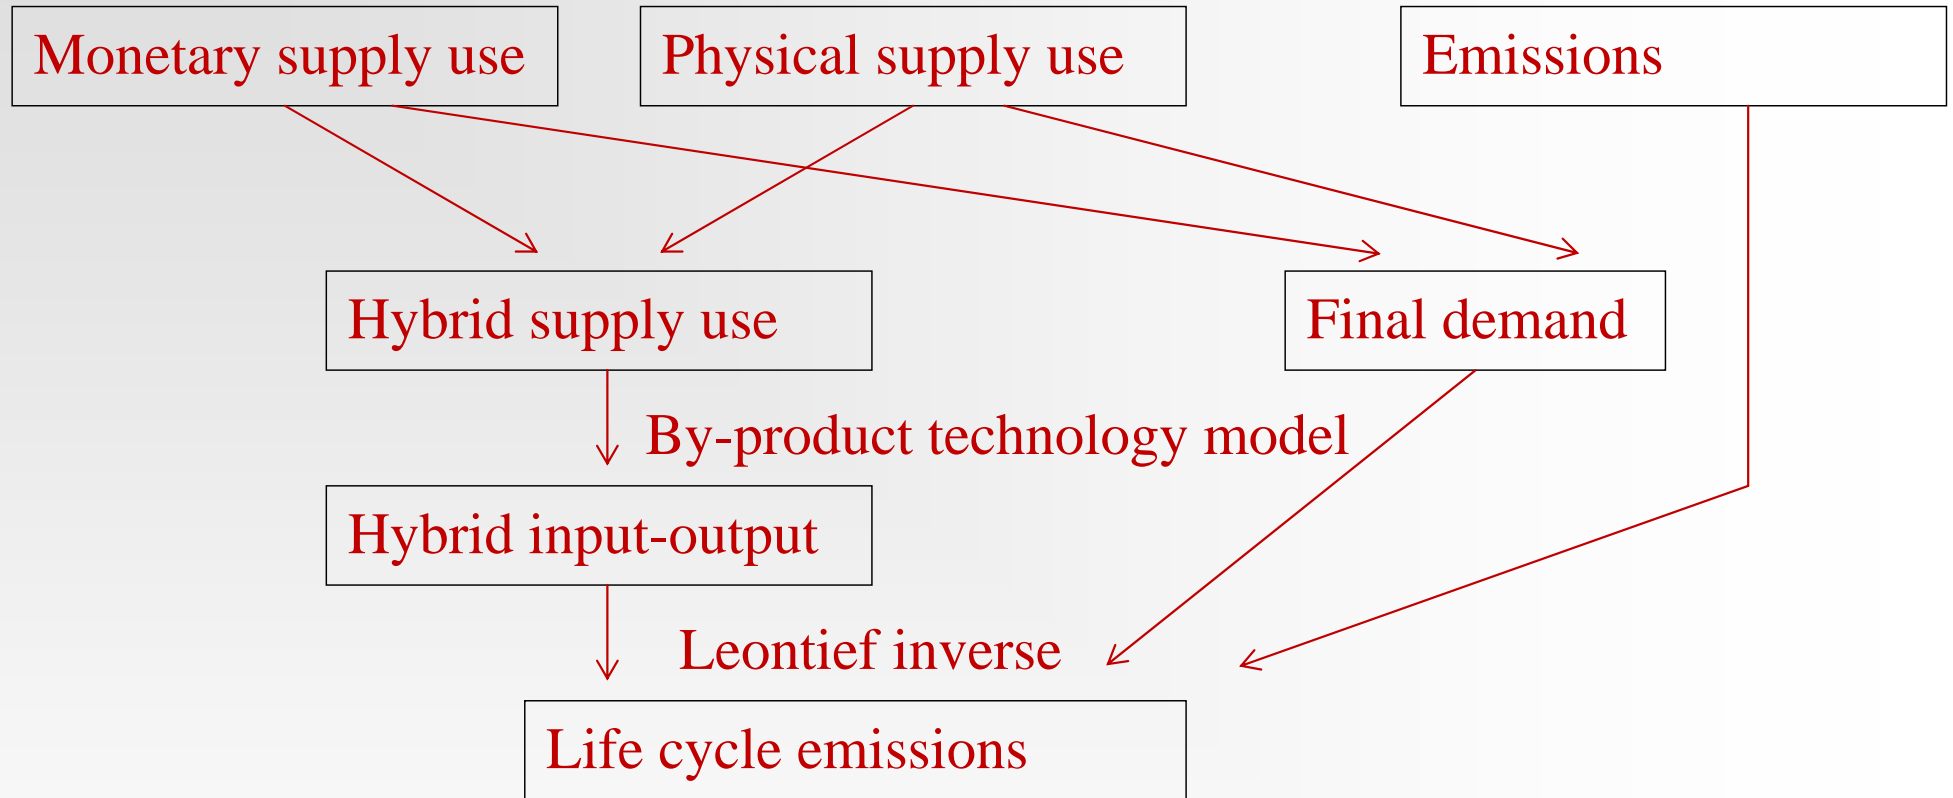 Monetary supply use
Physical supply use
Emissions
Hybrid supply use
Final demand
By-product technology model
Hybrid input-output
Leontief inverse
Life cycle emissions